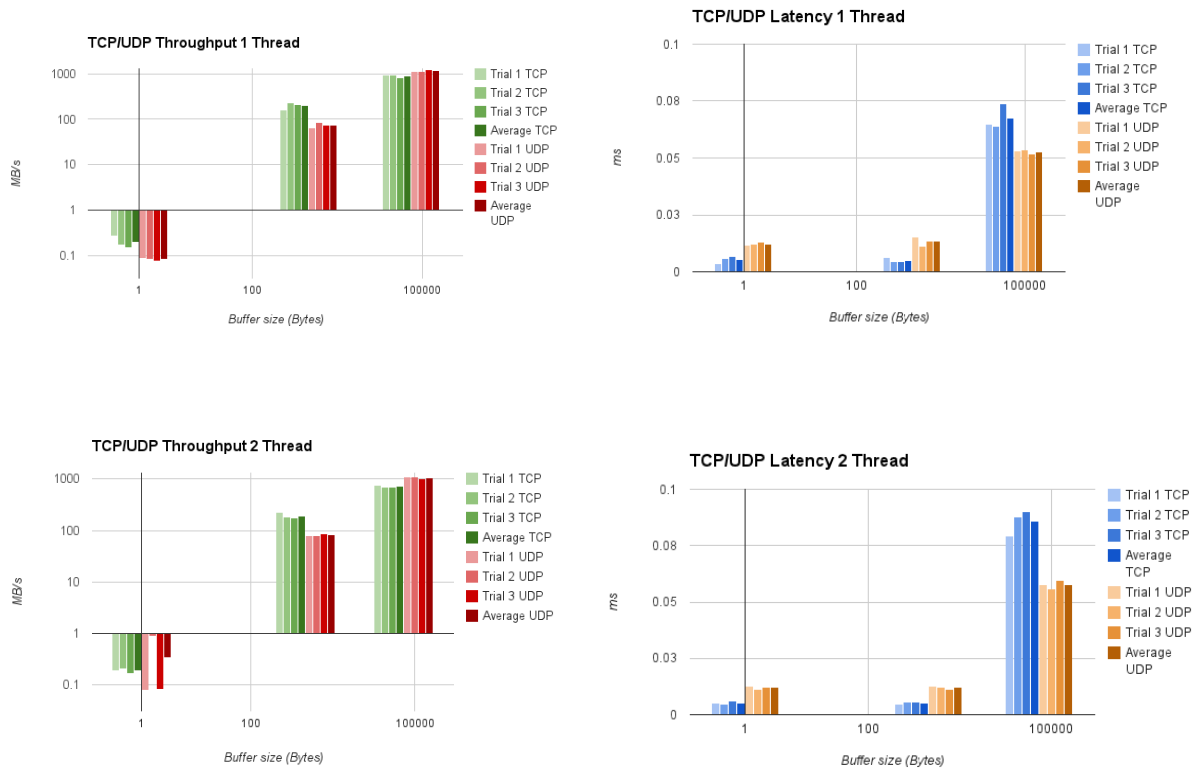 TCP/UDP Throughput 1 Thread
1000
100
10
1
0.1
MB/s
1
100
100000
Buffer size (Bytes)
Trial 1 TCP
Trial 2 TCP
Trial 3 TCP
Average TCP
Trial 1 UDP
Trial 2 UDP
Trial 3 UDP
Average
UDP
TCP/UDP Latency 1 Thread
0.1
0.08
0.05
0.03
0
ms
1
100
100000
Buffer size (Bytes)
Trial 1 TCP
Trial 2 TCP
Trial 3 TCP
Average TCP
Trial 1 UDP
Trial 2 UDP
Trial 3 UDP
Average
UDP
TCP/UDP Throughput 2 Thread
1000
100
10
1
0.1
MB/s
1
100
100000
Buffer size (Bytes)
Trial 1 TCP
Trial 2 TCP
Trial 3 TCP
Average TCP
Trial 1 UDP
Trial 2 UDP
Trial 3 UDP
Average UDP
TCP/UDP Latency 2 Thread
0.1
0.08
0.05
0.03
0
ms
1
100
100000
Buffer size (Bytes)
Trial 1 TCP
Trial 2 TCP
Trial 3 TCP
Average
TCP
Trial 1 UDP
Trial 2 UDP
Trial 3 UDP
Average
UDP